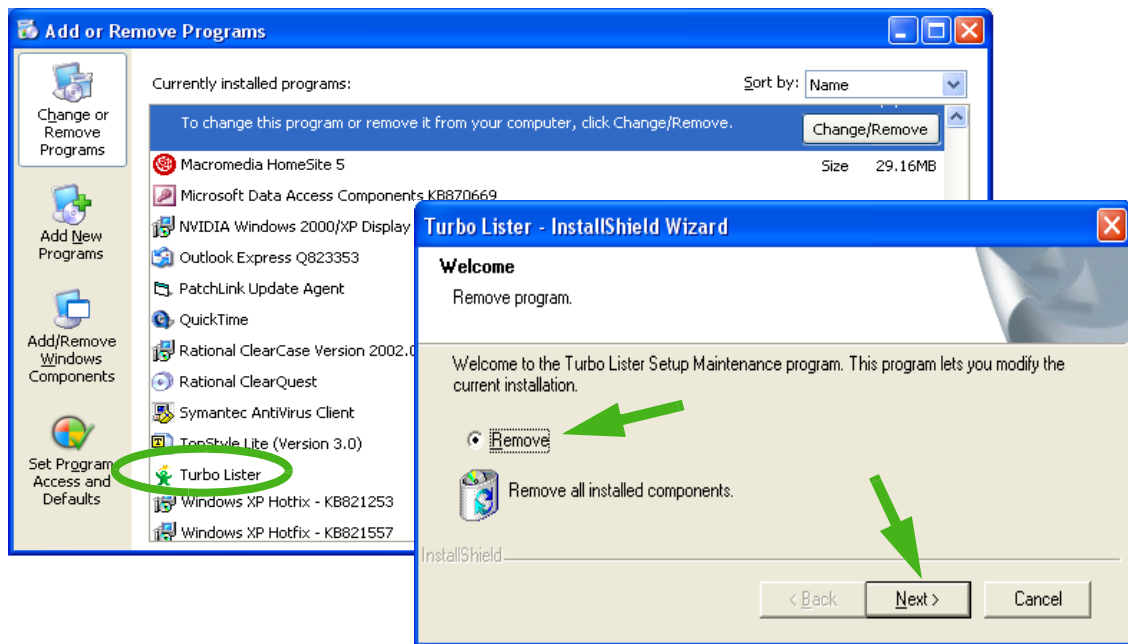 Add or Remove Programs
Change or
Remove
Programs
Add New
Programs
Add/Remove
Windows
Components
Set Program
Access and
Defaults
Currently installed programs:
Sort by: Name
To change this program or remove it from your computer, click Change/Remove.
Change/Remove
Macromedia HomeSite 5
Size 29.16MB
Microsoft Data Access Components KB870669
NVIDIA Windows 2000/XP Display
Outlook Express Q823353
PatchLink Update Agent
QuickTime
Rational ClearCase Version 2002.0
Rational ClearQuest
Symantec AntiVirus Client
TopStyle Lite (Version 3.0)
Turbo Lister
Windows XP Hotfix - KB821253
Windows XP Hotfix - KB821557
Turbo Lister - InstallShield Wizard
Welcome
Remove program.
Welcome to the Turbo Lister Setup Maintenance program. This program lets you modify the
current installation.
Remove
Remove all installed components.
InstallShield
< Back
Next >
Cancel